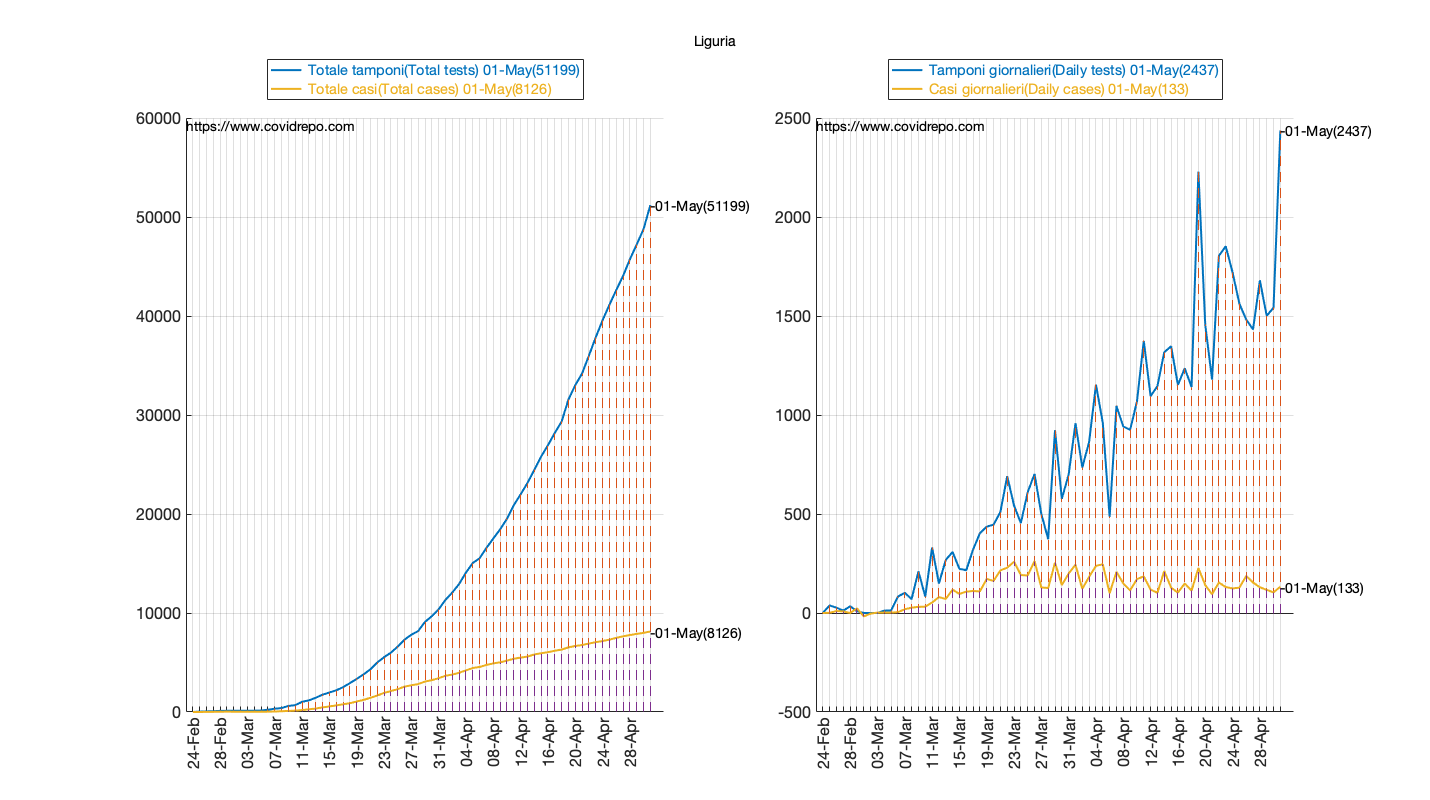 Liguria
Totale tamponi(Total tests) 01-May(51199)
Totale casi(Total cases) 01-May(8126)
60000
https://www.covidrepo.com
50000
40000
30000
20000
10000
0
01-May(51199)
01-May(8126)
24-Feb
28-Feb
03-Mar
07-Mar
11-Mar
15-Mar
19-Mar
23-Mar
27-Mar
31-Mar
04-Apr
08-Apr
12-Apr
16-Apr
20-Apr
24-Apr
28-Apr
Tamponi giornalieri(Daily tests) 01-May(2437)
Casi giornalieri(Daily cases) 01-May(133)
2500
https://www.covidrepo.com
2000
1500
1000
500
0
-500
01-May(2437)
01-May(133)
24-Feb
28-Feb
03-Mar
07-Mar
11-Mar
15-Mar
19-Mar
23-Mar
27-Mar
31-Mar
04-Apr
08-Apr
12-Apr
16-Apr
20-Apr
24-Apr
28-Apr